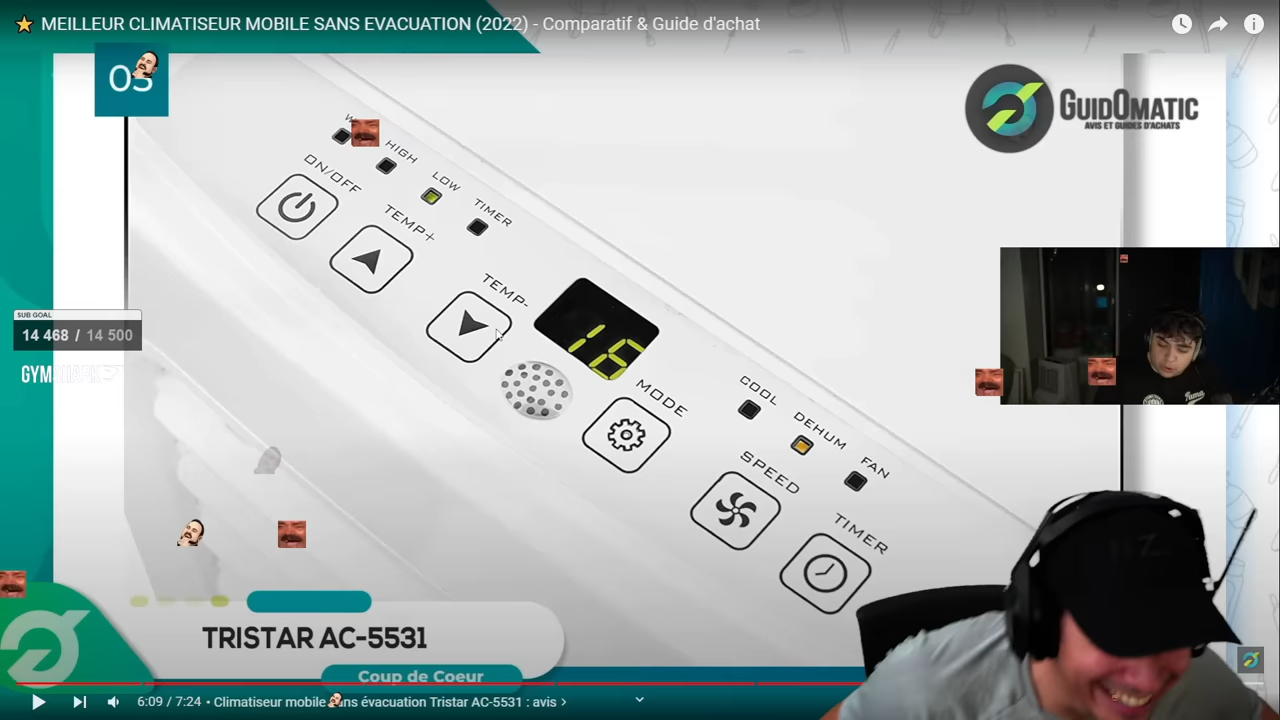 MEILLEUR CLIMATISEUR MOBILE SANS EVACUATION (2022) - Comparatif & Guide d'achat
GUIDOMATIC
AVIS ET GUIDES D'ACHATS
HIGH
LOW
TIMER
ON/OFF
TEMP+
TEMP-
16
MODE
COOL
DEHUM
FAN
SPEED
TIMER
SUB GOAL
14 468 / 14 500
TRISTAR AC-5531
Coup de Coeur
6:09 / 7:24 • Climatiseur mobile sans évacuation Tristar AC-5531 : avis